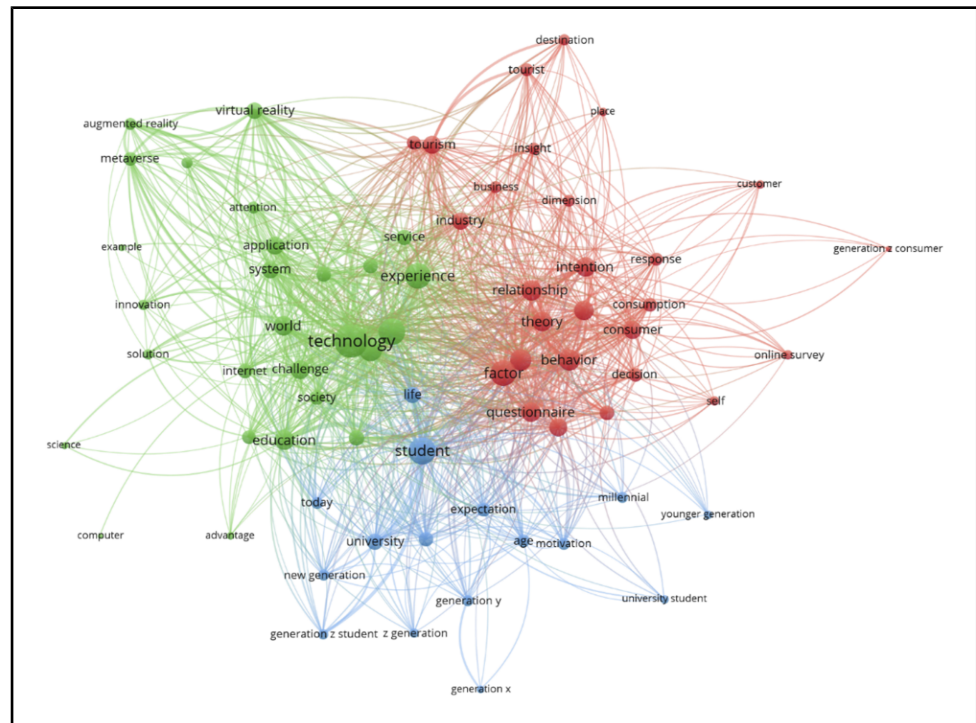 destination
tourist
place
virtual reality
augmented reality
tourism
insight
metaverse
business
customer
dimension
attention
industry
service
application
generation z consumer
example
response
system
intention
experience
relationship
innovation
consumption
world
theory
consumer
technology
solution
online survey
behavior
internet
challenge
factor
decision
life
society
self
questionnaire
education
science
student
millennial
today
expectation
younger generation
computer
advantage
university
age
motivation
new generation
generation y
university student
generation z student
z generation
generation x